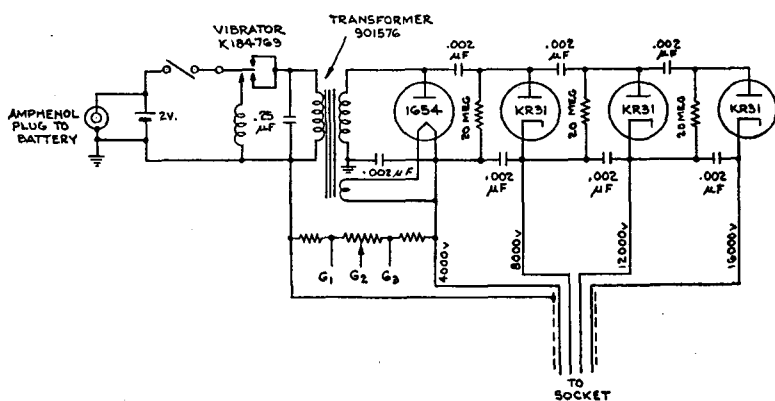 TRANSFORMER
901576
VIBRATOR
K184769
.002
μF
.002
μF
.002
μF
AMPHENOL
PLUG TO
BATTERY
2V.
.25
μF
1654
20 MEG
KR31
20 MEG
KR31
20 MEG
KR31
.002 μF
.002
μF
.002
μF
.002
μF
G1
G2
G3
4000V
8000V
12000V
16000V
TO
SOCKET